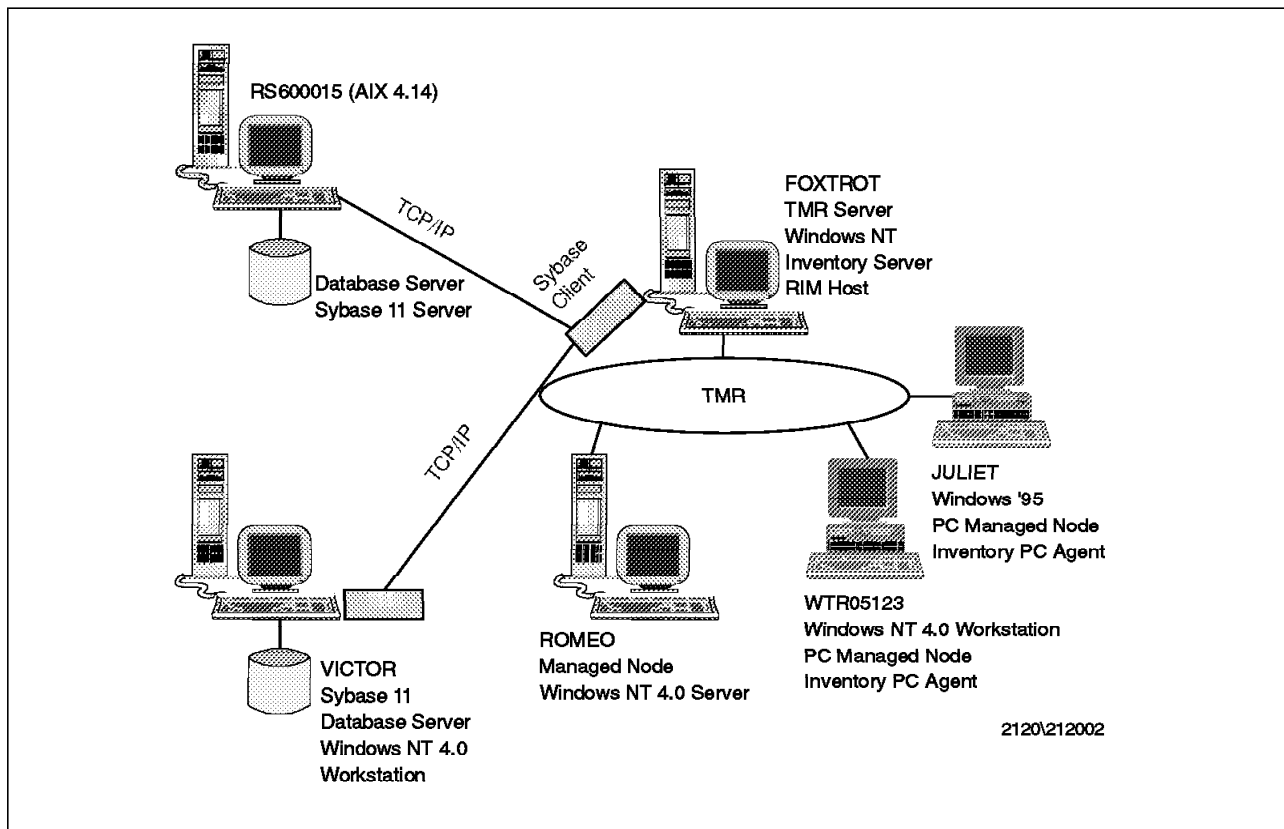 RS600015 (AIX 4.14)
TCP/IP
Database Server
Sybase 11 Server
Sybase
Client
FOXTROT
TMR Server
Windows NT
Inventory Server
RIM Host
TMR
TCP/IP
JULIET
Windows '95
PC Managed Node
Inventory PC Agent
VICTOR
Sybase 11
Database Server
Windows NT 4.0
Workstation
ROMEO
Managed Node
Windows NT 4.0 Server
WTR05123
Windows NT 4.0 Workstation
PC Managed Node
Inventory PC Agent
2120\212002